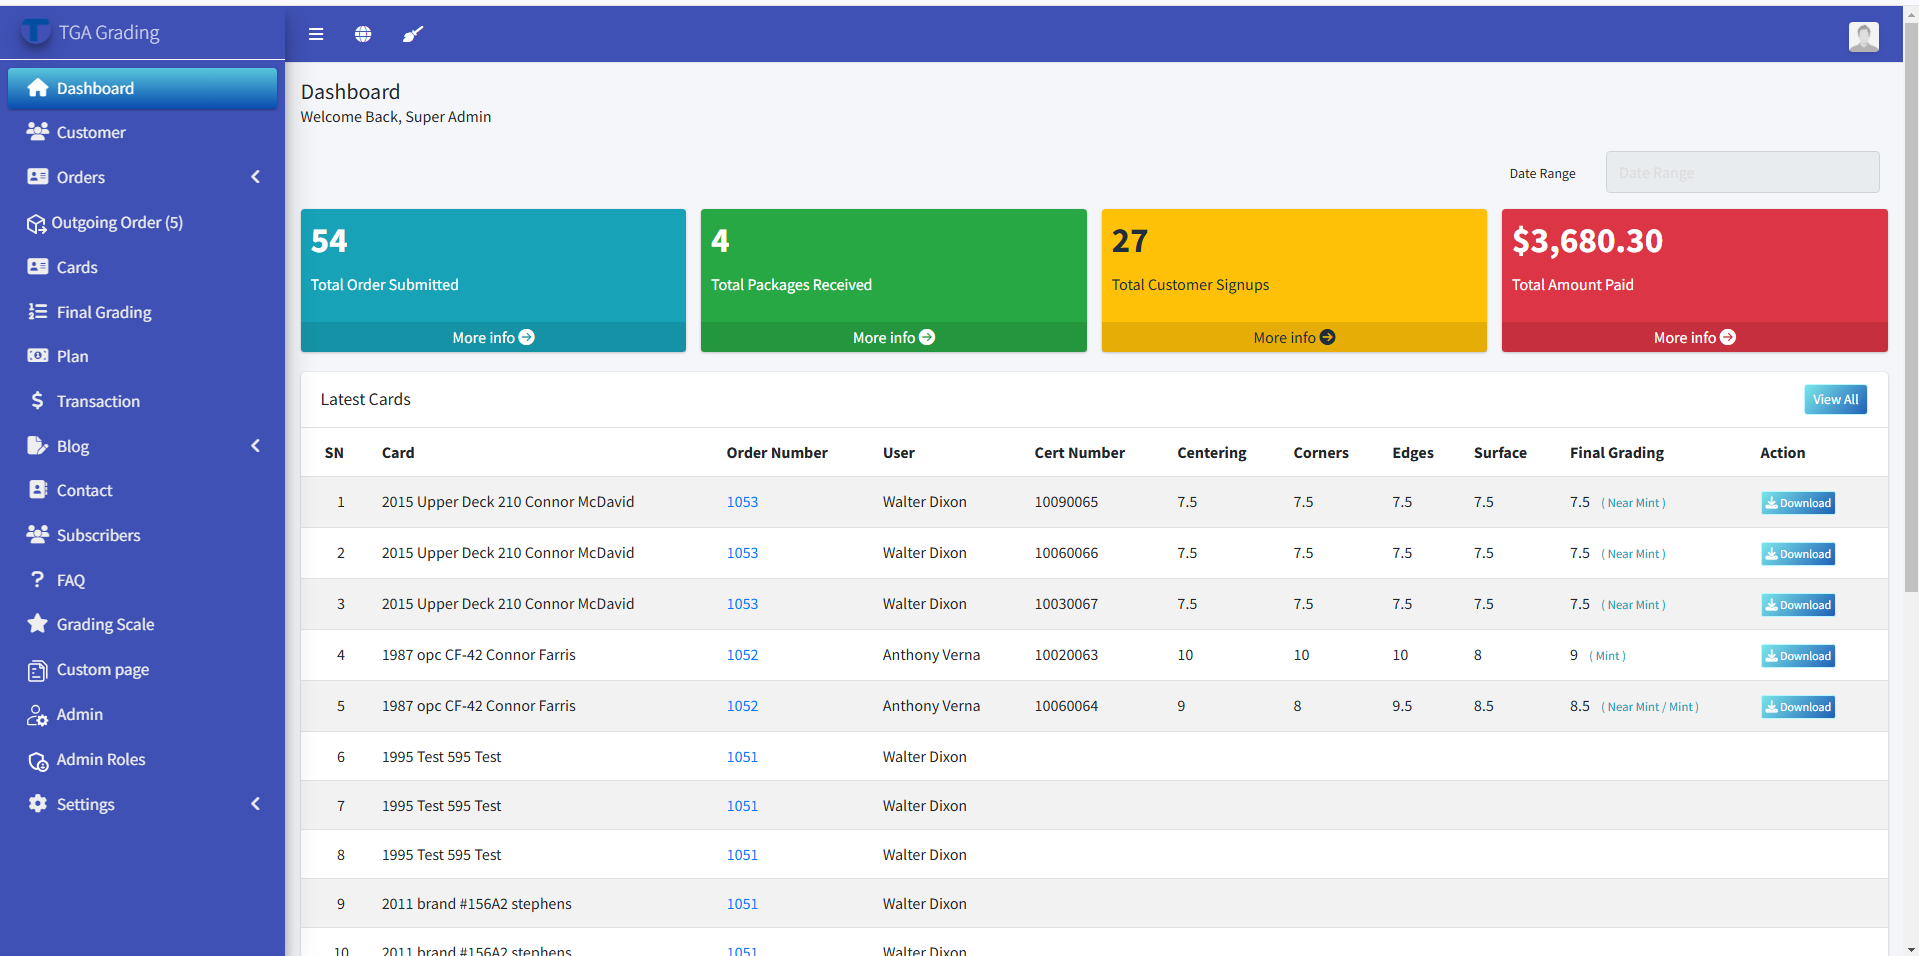 TGA Grading
Dashboard
Customer
Orders
Outgoing Order (5)
Cards
Final Grading
Plan
Transaction
Blog
Contact
Subscribers
FAQ
Grading Scale
Custom page
Admin
Admin Roles
Settings
Dashboard
Welcome Back, Super Admin
Date Range Date Range
54
Total Order Submitted
More info
4
Total Packages Received
More info
27
Total Customer Signups
More info
$3,680.30
Total Amount Paid
More info
Latest Cards View All
SN Card Order Number User Cert Number Centering Corners Edges Surface Final Grading Action
1 2015 Upper Deck 210 Connor McDavid 1053 Walter Dixon 10090065 7.5 7.5 7.5 7.5 7.5 ( Near Mint ) Download
2 2015 Upper Deck 210 Connor McDavid 1053 Walter Dixon 10060066 7.5 7.5 7.5 7.5 7.5 ( Near Mint ) Download
3 2015 Upper Deck 210 Connor McDavid 1053 Walter Dixon 10030067 7.5 7.5 7.5 7.5 7.5 ( Near Mint ) Download
4 1987 opc CF-42 Connor Farris 1052 Anthony Verna 10020063 10 10 10 8 9 ( Mint ) Download
5 1987 opc CF-42 Connor Farris 1052 Anthony Verna 10060064 9 8 9.5 8.5 8.5 ( Near Mint / Mint ) Download
6 1995 Test 595 Test 1051 Walter Dixon
7 1995 Test 595 Test 1051 Walter Dixon
8 1995 Test 595 Test 1051 Walter Dixon
9 2011 brand #156A2 stephens 1051 Walter Dixon
10 2011 brand #156A2 stephens 1051 Walter Dixon